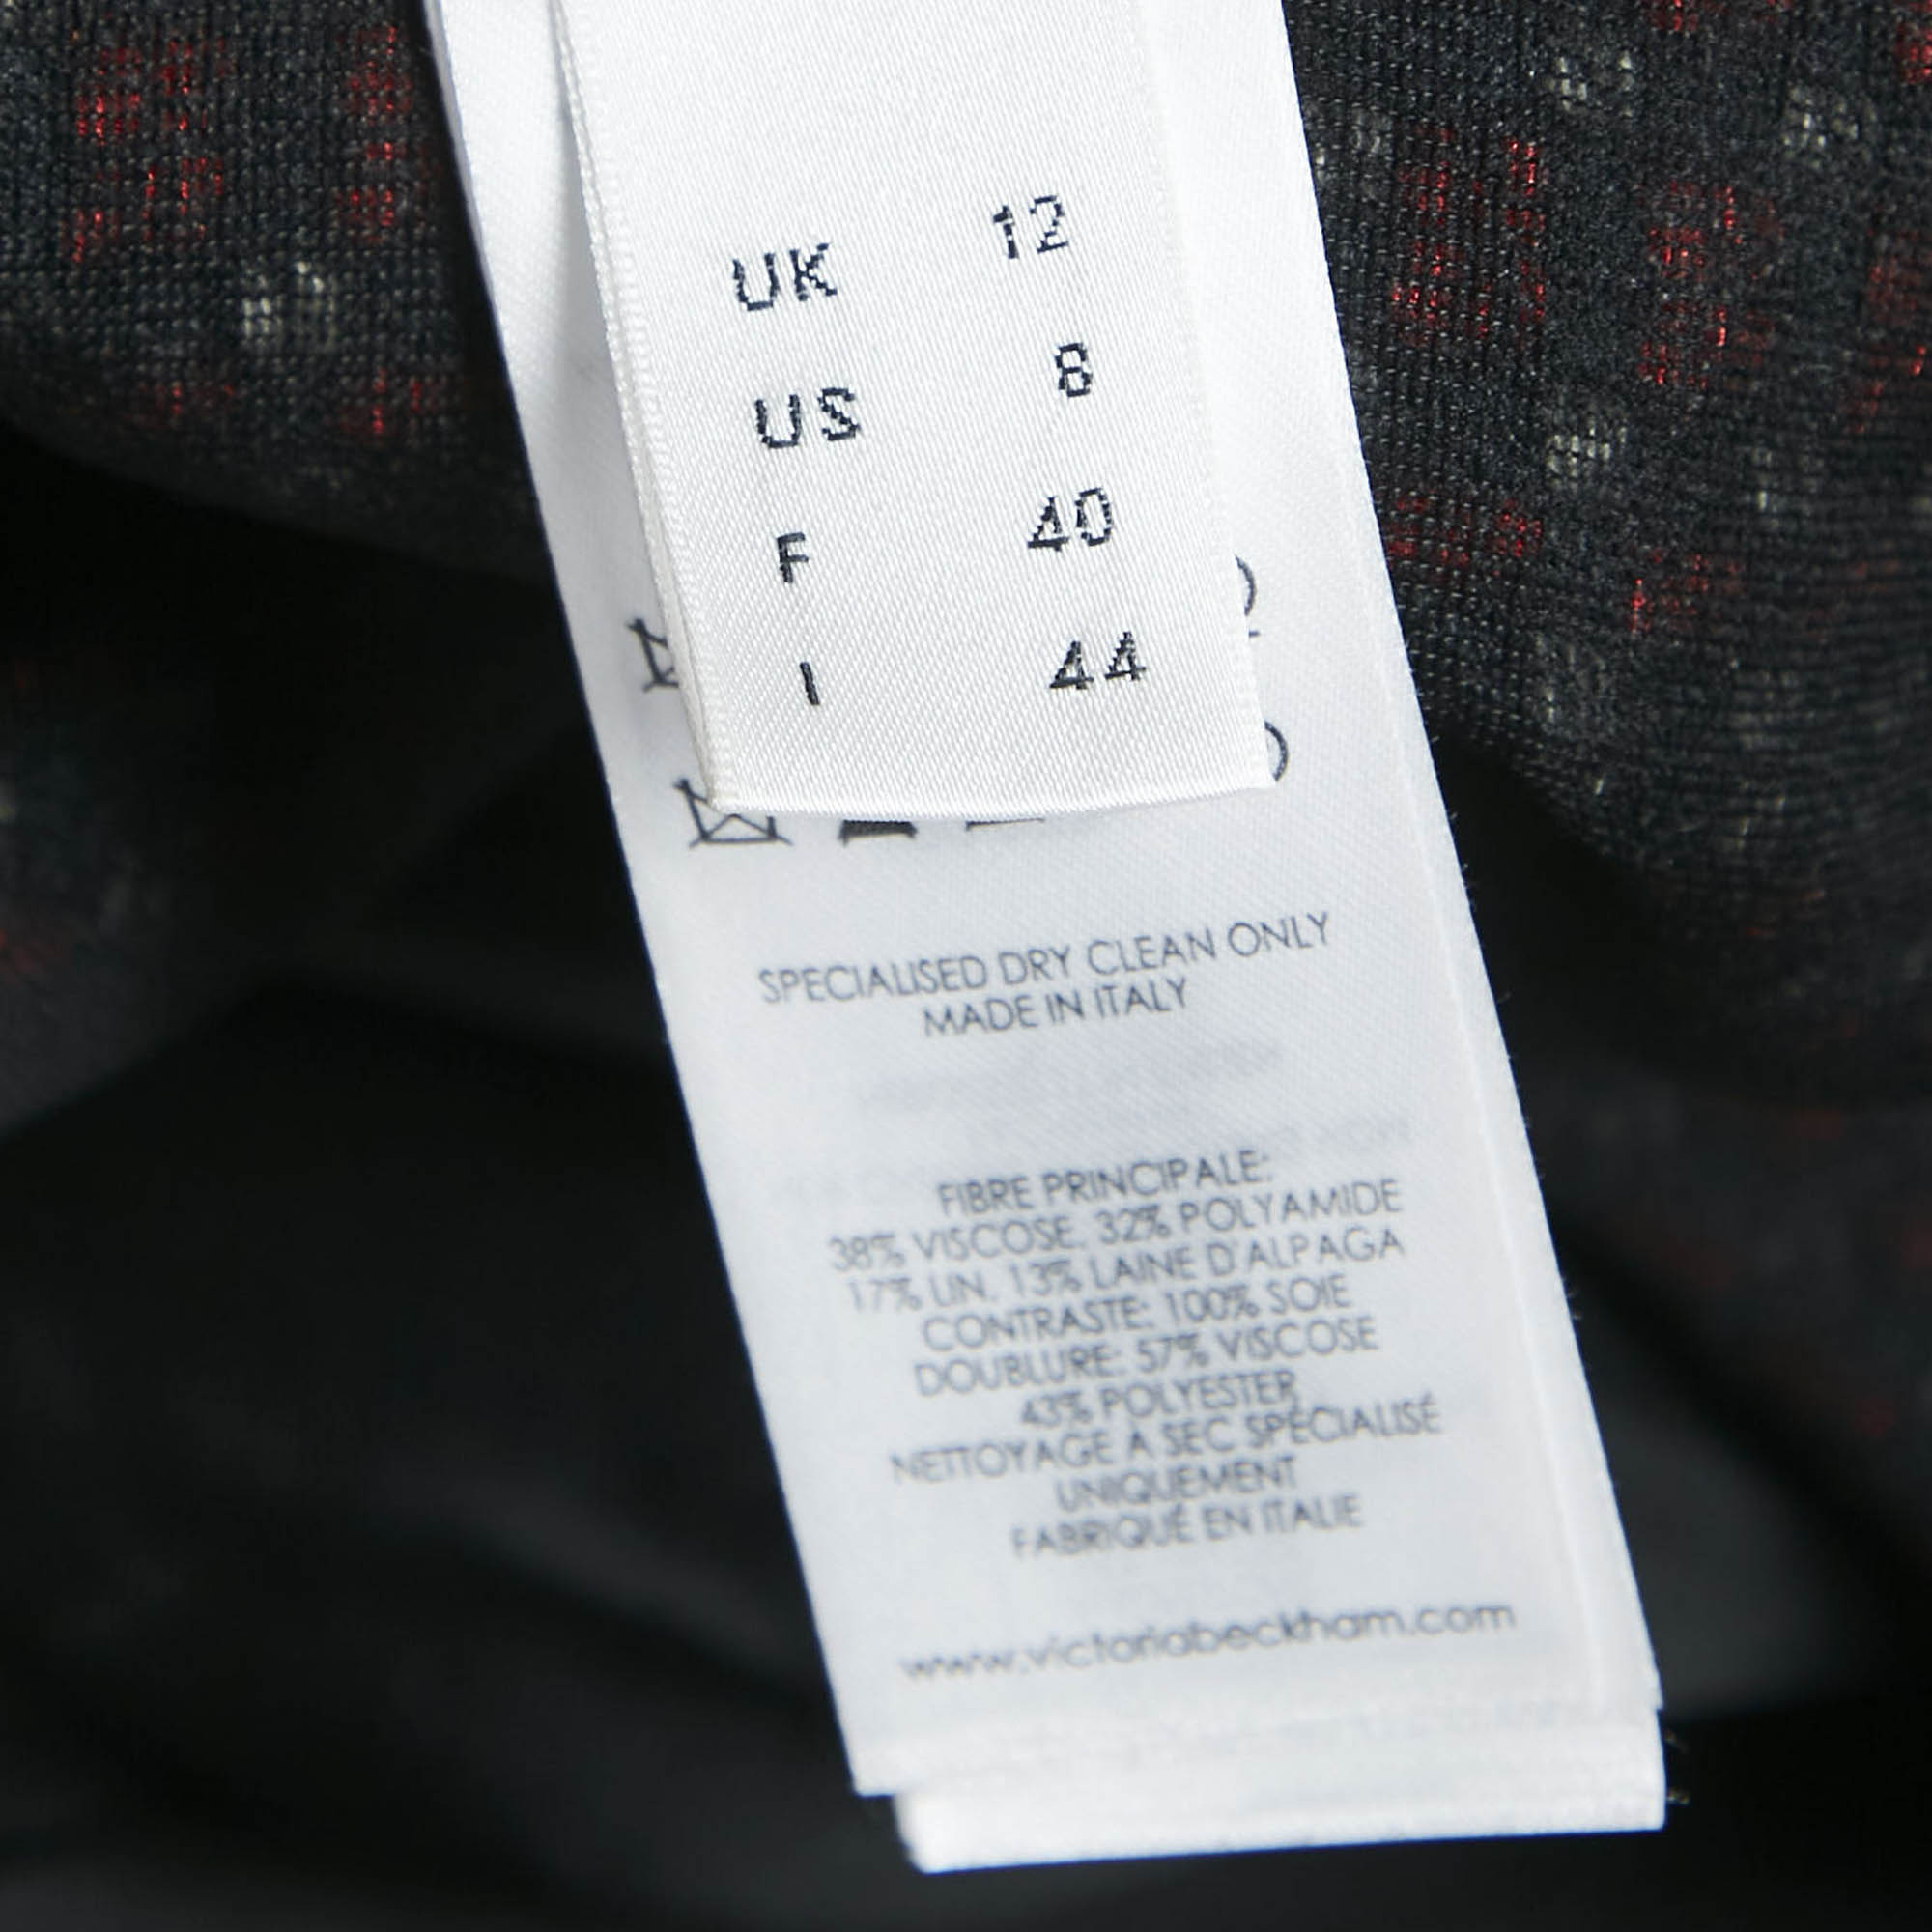 UK 12
US 8
F 40
I 44
SPECIALISED DRY CLEAN ONLY
MADE IN ITALY
FIBRE PRINCIPALE:
38% VISCOSE, 32% POLYAMIDE
17% LIN, 13% LAINE D'ALPAGA
CONTRASTE: 100% SOIE
DOUBLURE: 57% VISCOSE
43% POLYESTER
NETTOYAGE A SEC SPÉCIALISÉ
UNIQUEMENT
FABRIQUÉ EN ITALIE
www.victoriabeckham.com